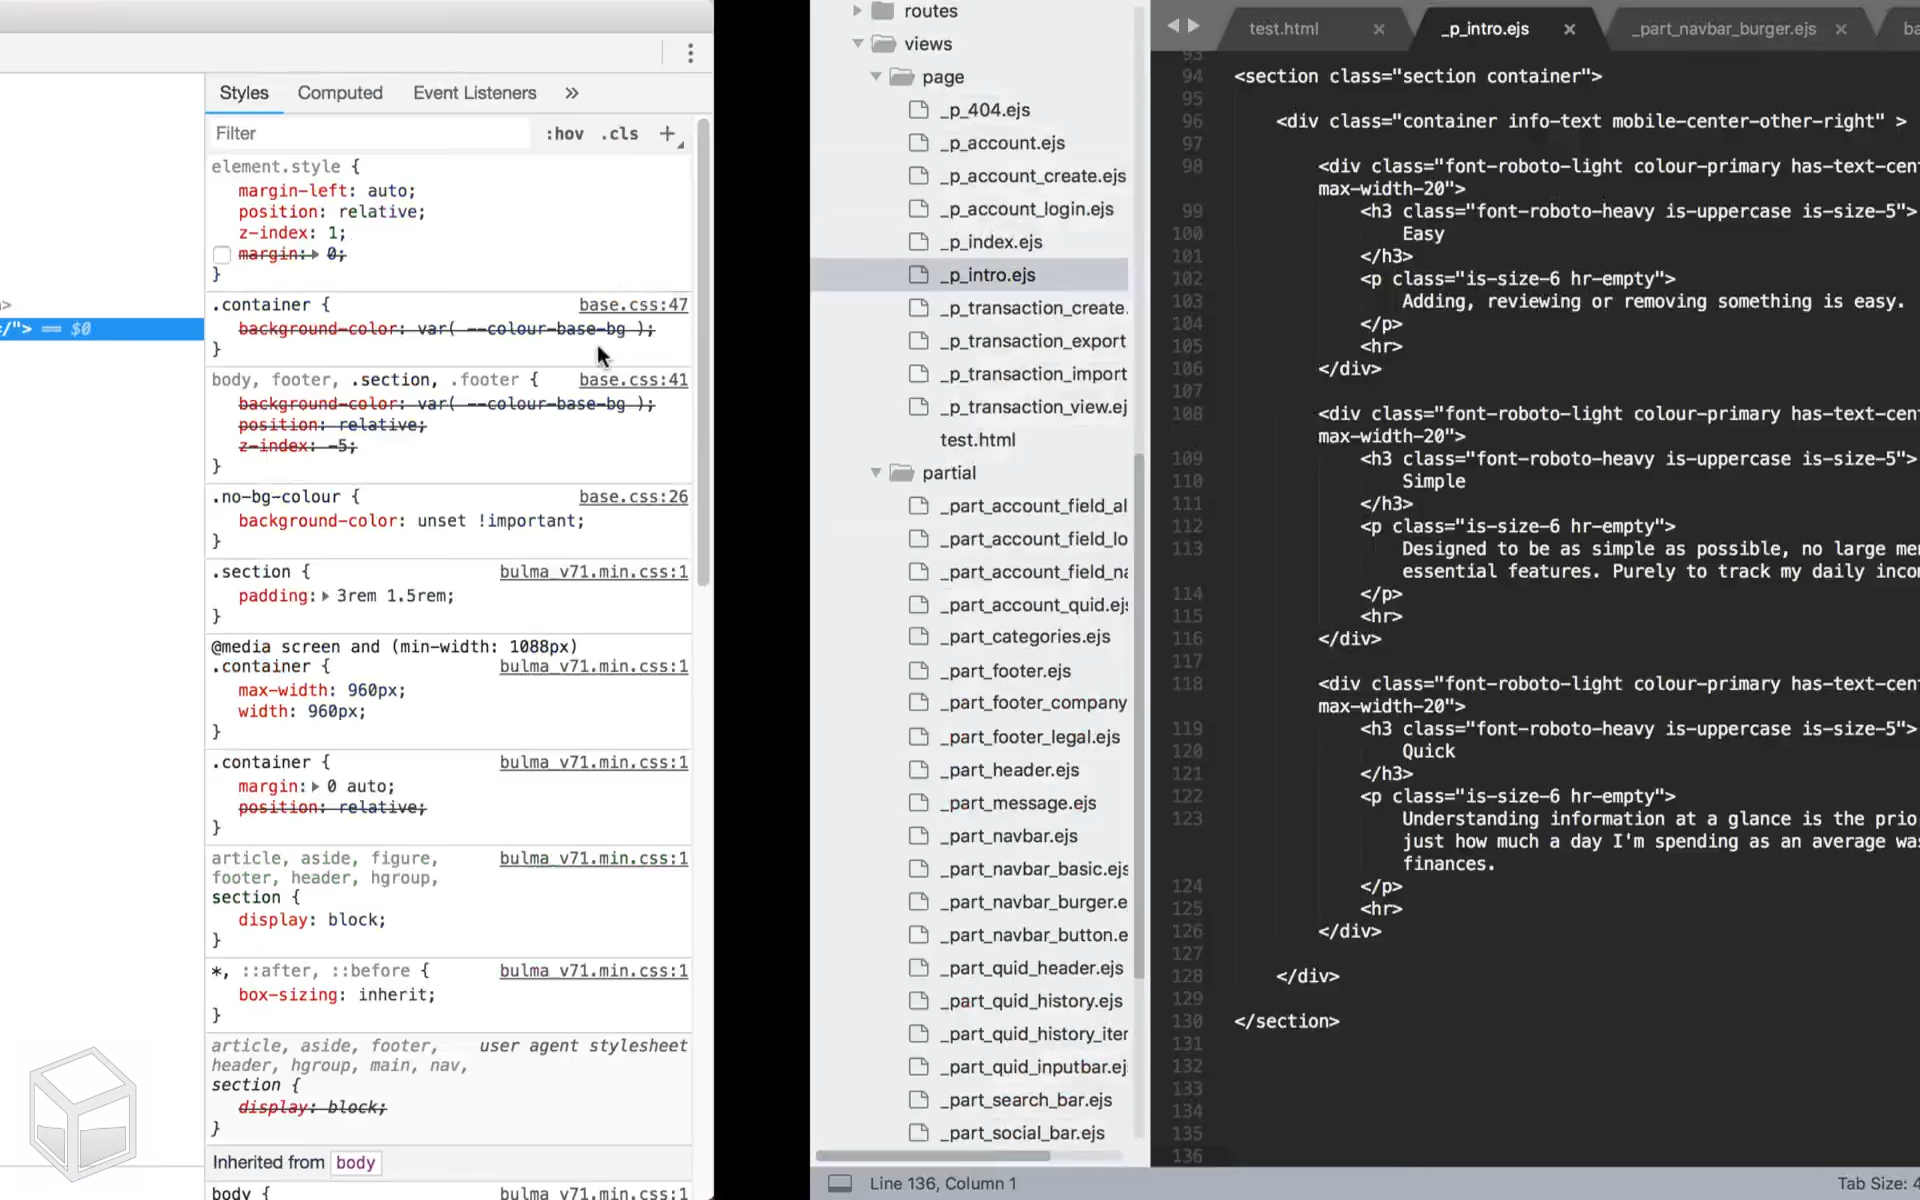 Styles Computed Event Listeners »
Filter :hov .cls +
element.style {
margin-left: auto;
position: relative;
z-index: 1;
margin: 0;
}
.container { base.css:47
background-color: var( --colour-base-bg );
}
body, footer, .section, .footer { base.css:41
background-color: var( --colour-base-bg );
position: relative;
z-index: -5;
}
.no-bg-colour { base.css:26
background-color: unset !important;
}
.section { bulma_v71.min.css:1
padding: 3rem 1.5rem;
}
@media screen and (min-width: 1088px)
.container { bulma_v71.min.css:1
max-width: 960px;
width: 960px;
}
.container { bulma_v71.min.css:1
margin: 0 auto;
position: relative;
}
article, aside, figure, bulma_v71.min.css:1
footer, header, hgroup,
section {
display: block;
}
*, ::after, ::before { bulma_v71.min.css:1
box-sizing: inherit;
}
article, aside, footer, user agent stylesheet
header, hgroup, main, nav,
section {
display: block;
}
Inherited from body
body { bulma_v71.min.css:1
>
</"> == $0
routes
views
page
_p_404.ejs
_p_account.ejs
_p_account_create.ejs
_p_account_login.ejs
_p_index.ejs
_p_intro.ejs
_p_transaction_create.
_p_transaction_export
_p_transaction_import
_p_transaction_view.ej
test.html
partial
_part_account_field_al
_part_account_field_lo
_part_account_field_na
_part_account_quid.ejs
_part_categories.ejs
_part_footer.ejs
_part_footer_company
_part_footer_legal.ejs
_part_header.ejs
_part_message.ejs
_part_navbar.ejs
_part_navbar_basic.ejs
_part_navbar_burger.e
_part_navbar_button.e
_part_quid_header.ejs
_part_quid_history.ejs
_part_quid_history_iter
_part_quid_inputbar.ej
_part_search_bar.ejs
_part_social_bar.ejs
test.html × _p_intro.ejs × _part_navbar_burger.ejs × ba
93
94 <section class="section container">
95
96 <div class="container info-text mobile-center-other-right" >
97
98 <div class="font-roboto-light colour-primary has-text-cent
max-width-20">
99 <h3 class="font-roboto-heavy is-uppercase is-size-5">
100 Easy
101 </h3>
102 <p class="is-size-6 hr-empty">
103 Adding, reviewing or removing something is easy.
104 </p>
105 <hr>
106 </div>
107
108 <div class="font-roboto-light colour-primary has-text-cent
max-width-20">
109 <h3 class="font-roboto-heavy is-uppercase is-size-5">
110 Simple
111 </h3>
112 <p class="is-size-6 hr-empty">
113 Designed to be as simple as possible, no large me
essential features. Purely to track my daily inco
114 </p>
115 <hr>
116 </div>
117
118 <div class="font-roboto-light colour-primary has-text-cent
max-width-20">
119 <h3 class="font-roboto-heavy is-uppercase is-size-5">
120 Quick
121 </h3>
122 <p class="is-size-6 hr-empty">
123 Understanding information at a glance is the prio
just how much a day I'm spending as an average wa
finances.
124 </p>
125 <hr>
126 </div>
127
128 </div>
129
130 </section>
131
132
133
134
135
136
Line 136, Column 1 Tab Size: 4